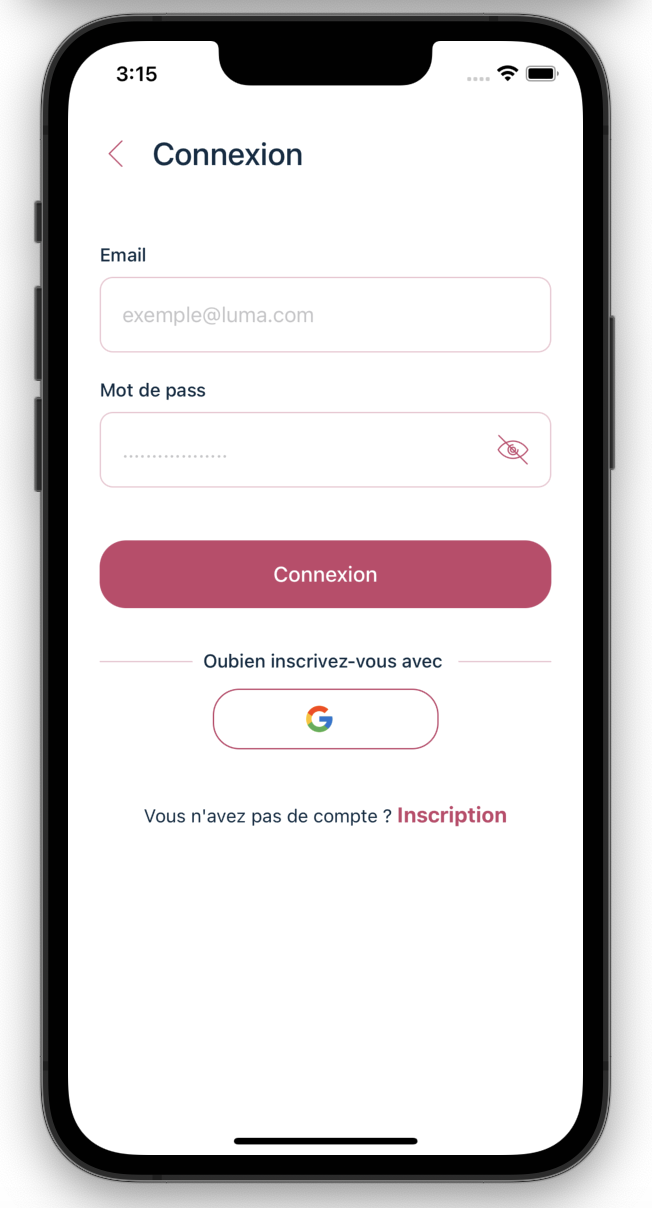 3:15
Connexion
Email
exemple@luma.com
Mot de pass
..................
Connexion
Oubien inscrivez-vous avec
G
Vous n'avez pas de compte ? Inscription